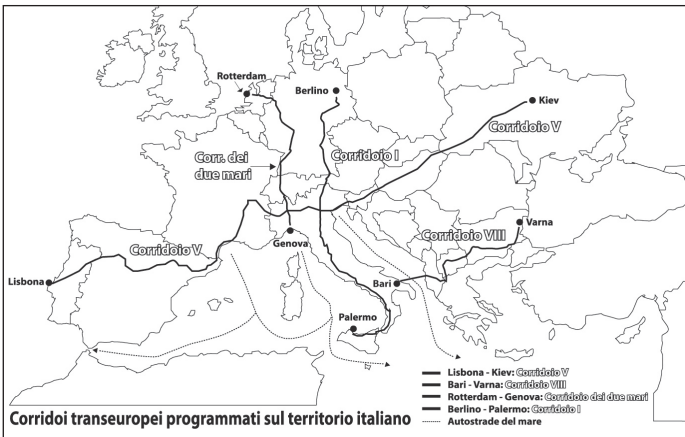 Rotterdam
Berlino
Kiev
Corridoio V
Corr. dei
due mari
Corridoio I
Varna
Corridoio VIII
Corridoio V
Genova
Lisbona
Bari
Palermo
Lisbona - Kiev: Corridoio V
Bari - Varna: Corridoio VIII
Rotterdam - Genova: Corridoio dei due mari
Berlino - Palermo: Corridoio I
Autostrade del mare
Corridoi transeuropei programmati sul territorio italiano